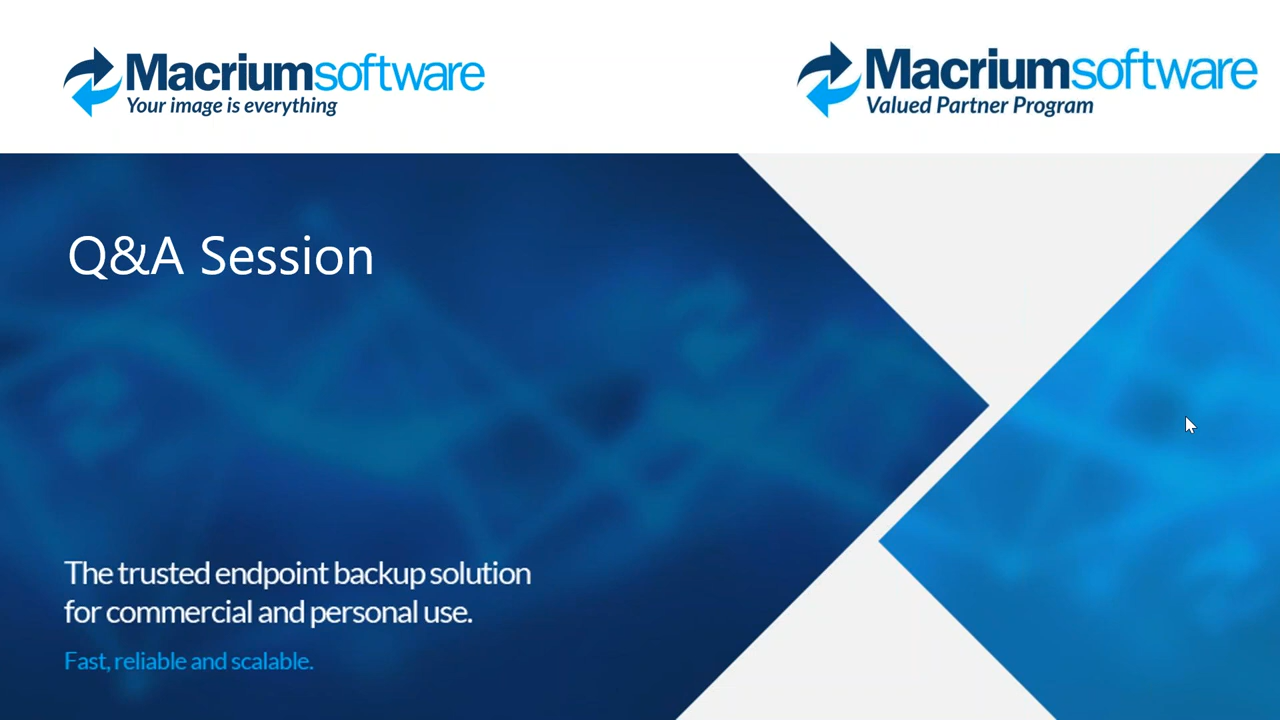 Macriumsoftware
Your image is everything
Macriumsoftware
Valued Partner Program
Q&A Session
The trusted endpoint backup solution
for commercial and personal use.
Fast, reliable and scalable.